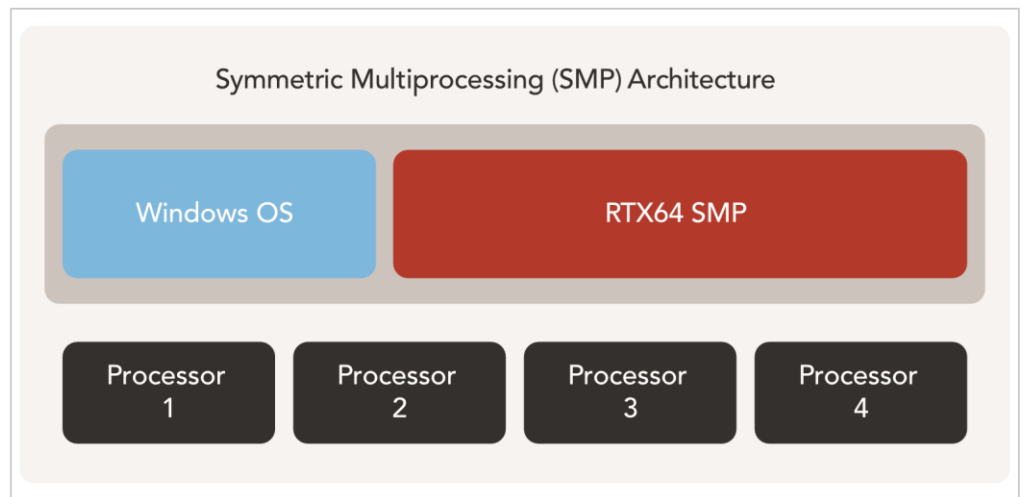 Symmetric Multiprocessing (SMP) Architecture
Windows OS
RTX64 SMP
Processor
1
Processor
2
Processor
3
Processor
4